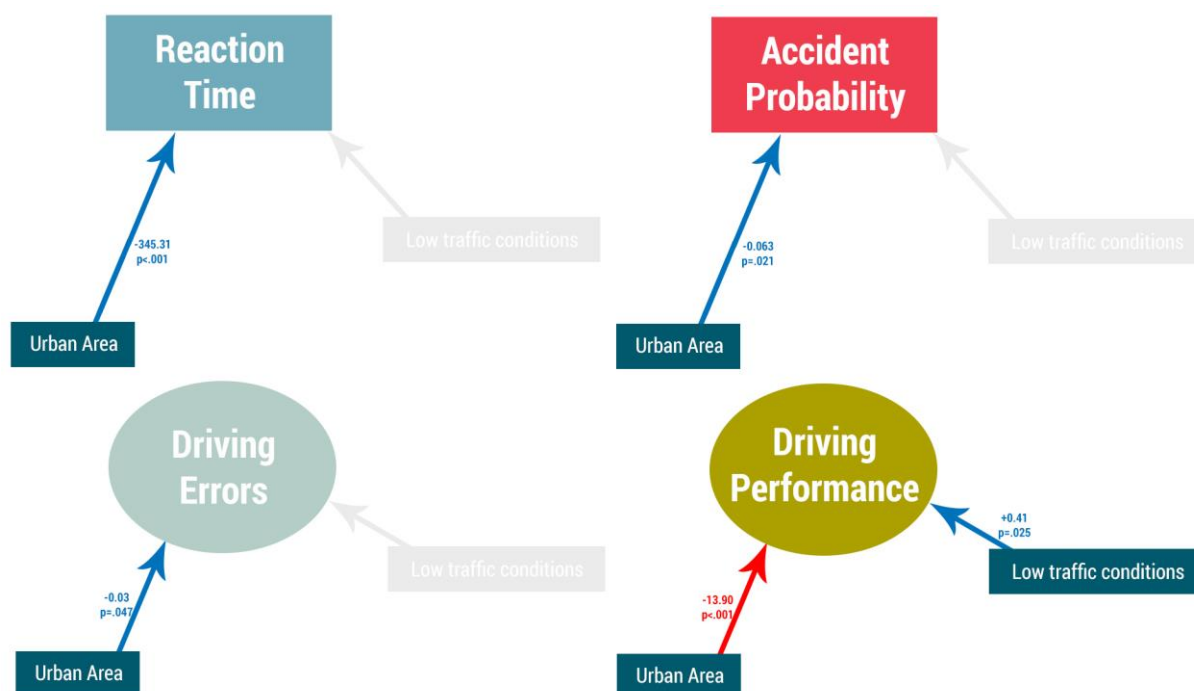 Reaction
Time
Accident
Probability
Low traffic conditions
Low traffic conditions
-345.31
p<.001
-0.063
p=.021
Urban Area
Urban Area
Driving
Errors
Driving
Performance
+0.41
p=.025
Low traffic conditions
Low traffic conditions
-0.03
p=.047
-13.90
p<.001
Urban Area
Urban Area